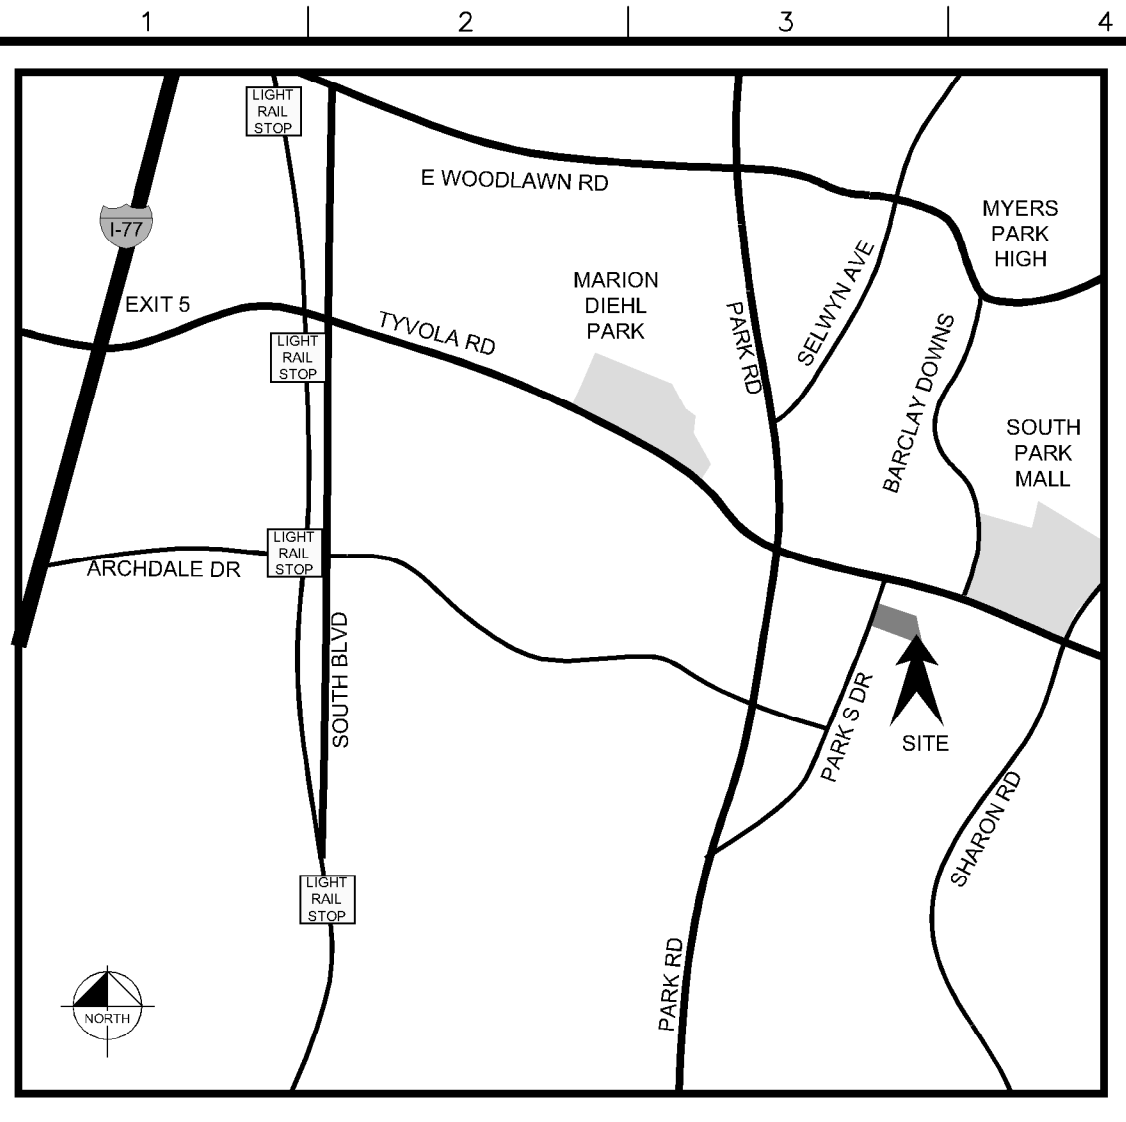 1 2 3 4
LIGHT
RAIL
STOP
E WOODLAWN RD
MYERS
PARK
HIGH
I-77
EXIT 5
TYVOLA RD
MARION
DIEHL
PARK
PARK RD
SELWYN AVE
BARCLAY DOWNS
LIGHT
RAIL
STOP
SOUTH
PARK
MALL
LIGHT
RAIL
STOP
ARCHDALE DR
SOUTH BLVD
PARK S DR
SITE
SHARON RD
LIGHT
RAIL
STOP
PARK RD
NORTH